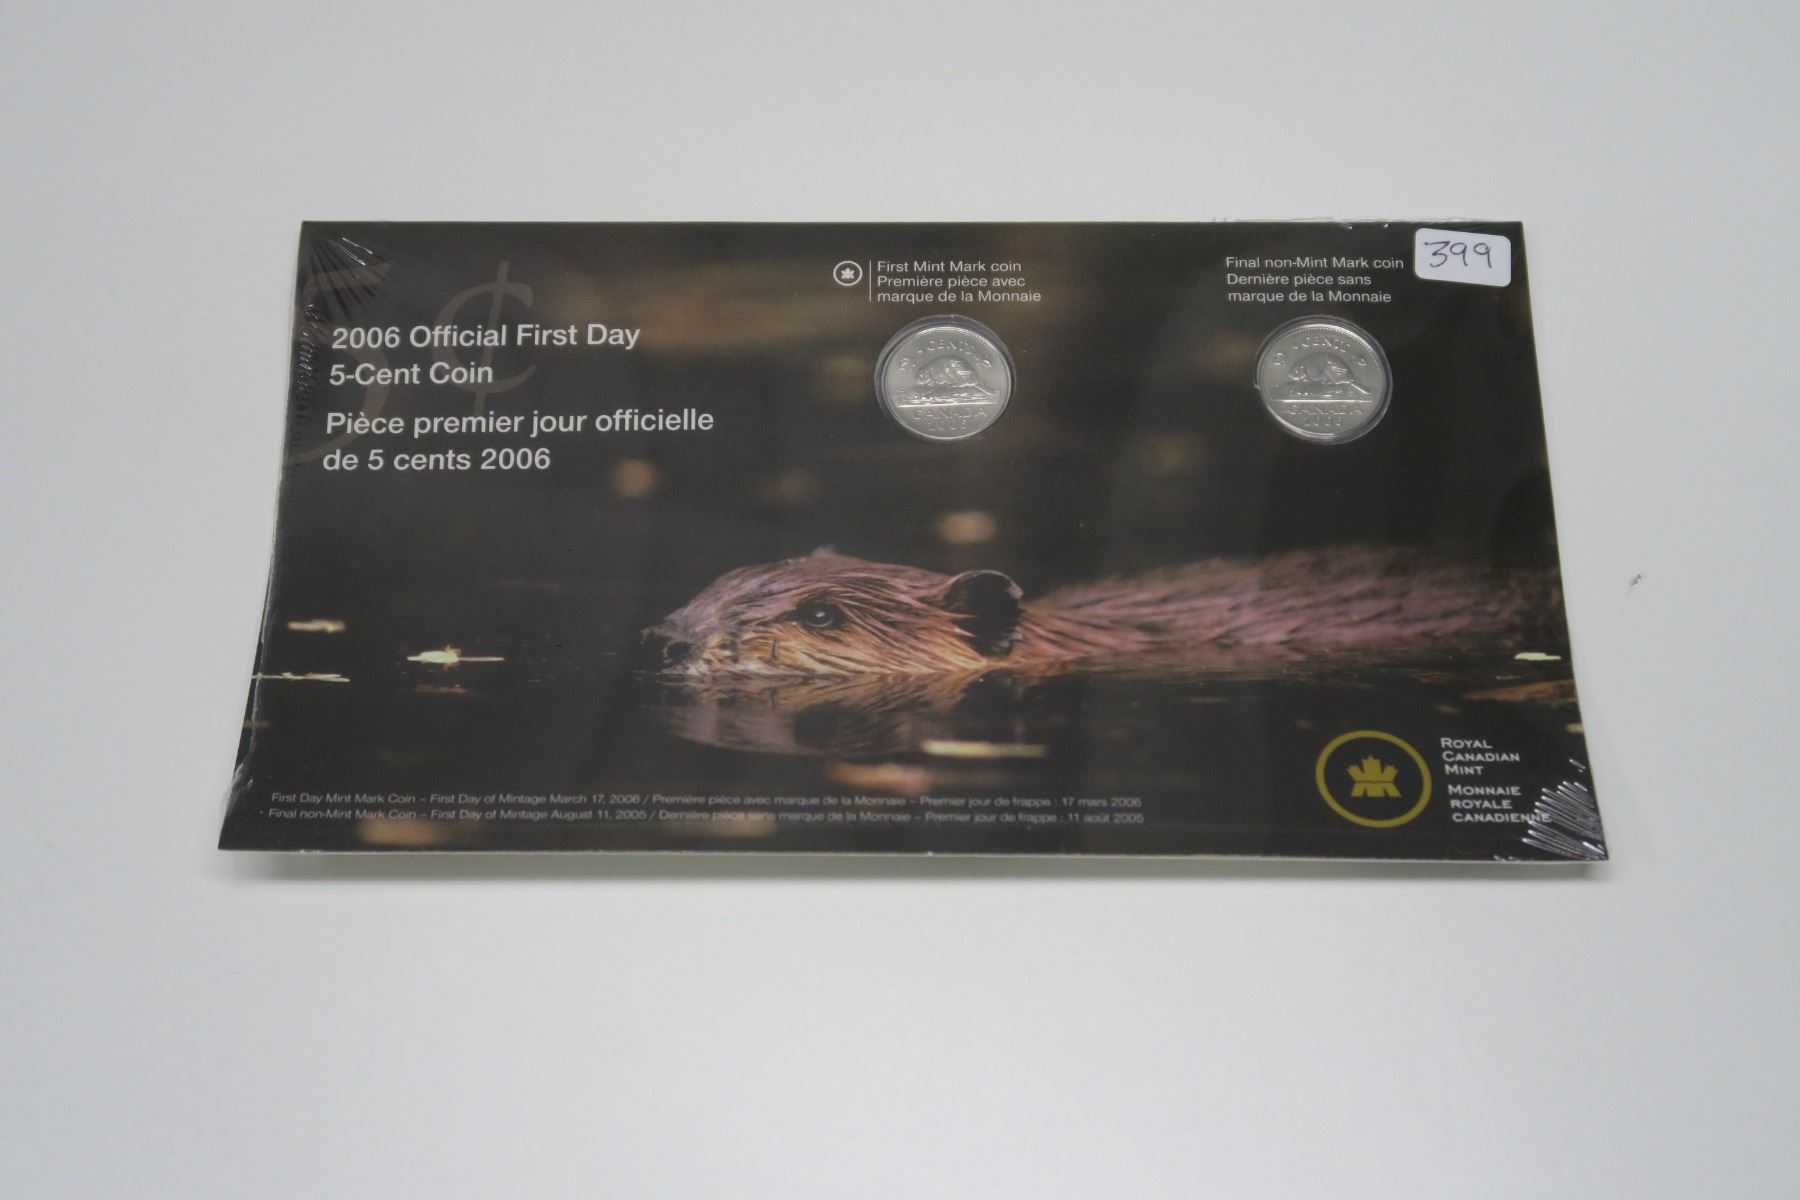 5¢
2006 Official First Day
5-Cent Coin
Pièce premier jour officielle
de 5 cents 2006
First Mint Mark coin
Première pièce avec
marque de la Monnaie
Final non-Mint Mark coin
Dernière pièce sans
marque de la Monnaie
399
5 CENTS
CANADA
2006
5 CENTS
CANADA
2006
First Day Mint Mark Coin – First Day of Mintage March 17, 2006 / Première pièce avec marque de la Monnaie – Premier jour de frappe : 17 mars 2006
Final non-Mint Mark Coin – First Day of Mintage August 11, 2005 / Dernière pièce sans marque de la Monnaie – Premier jour de frappe : 11 août 2005
ROYAL
CANADIAN
MINT
MONNAIE
ROYALE
CANADIENNE